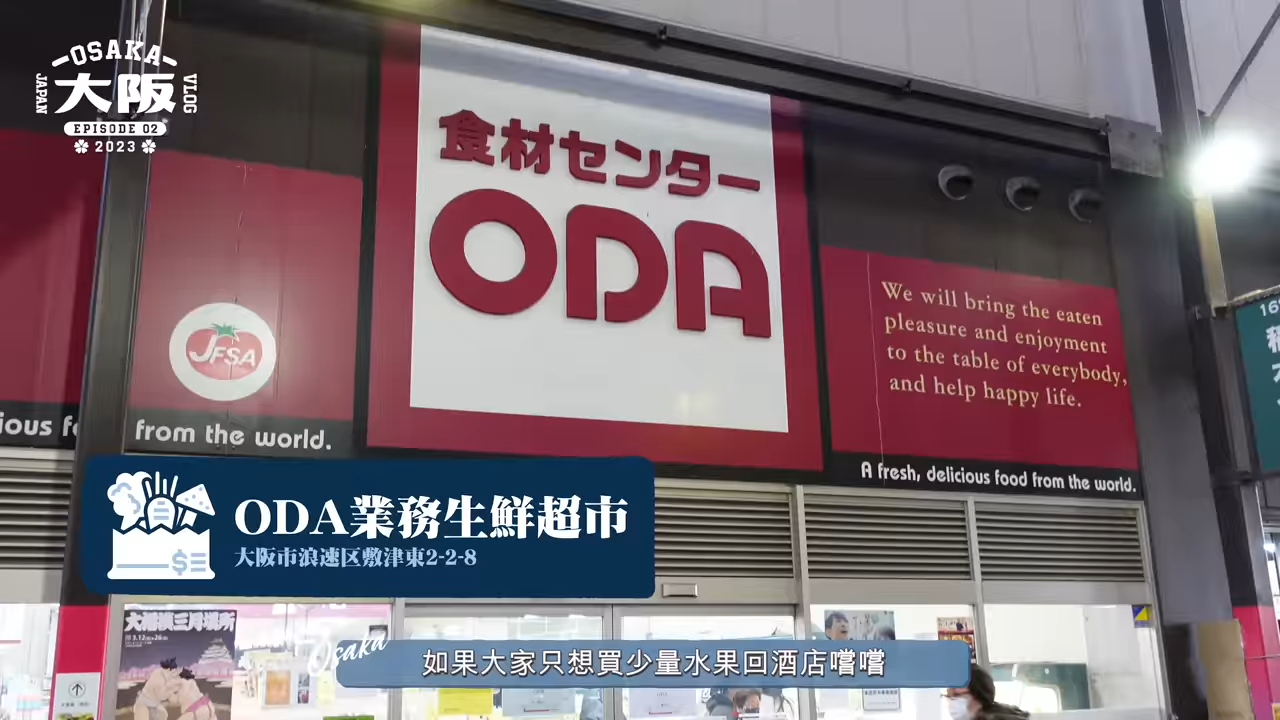 OSAKA
JAPAN
大阪
VLOG
EPISODE 02
2023
食材センター
ODA
JFSA
We will bring the eaten
pleasure and enjoyment
to the table of everybody,
and help happy life.
from the world.
A fresh, delicious food from the world.
ODA業務生鮮超市
大阪市浪速区敷津東2-2-8
大相撲三月場所
Osaka
如果大家只想買少量水果回酒店嚐嚐